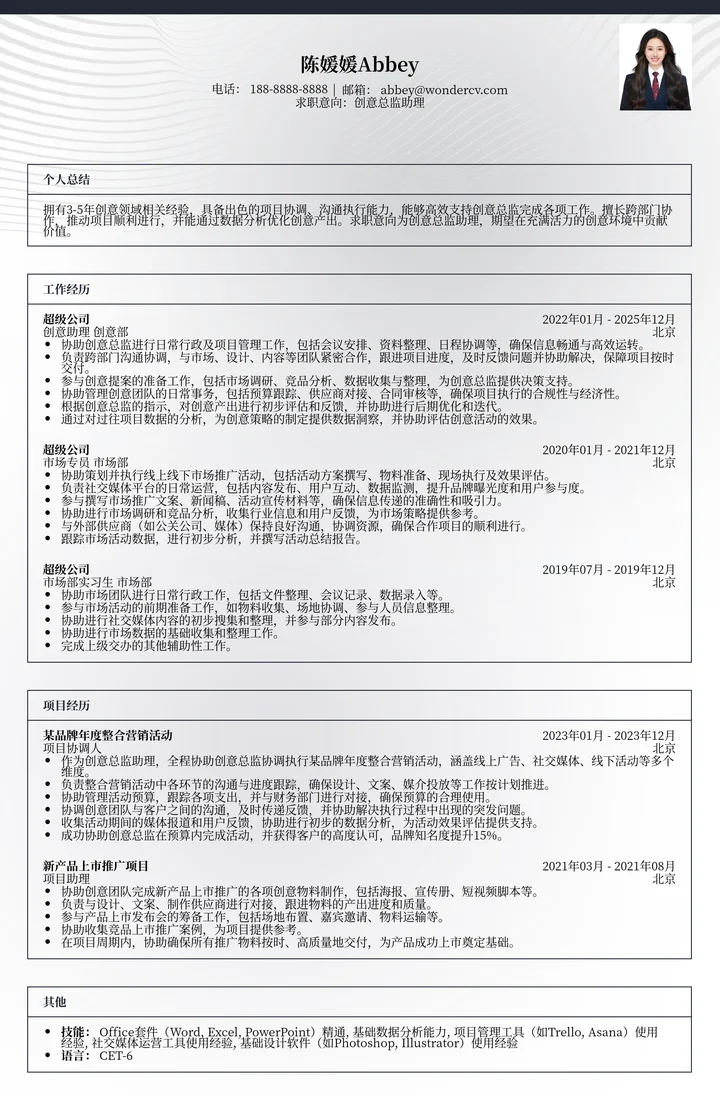 陈媛媛Abbey
电话： 188-8888-8888 | 邮箱： abbey@wondercv.com
求职意向：创意总监助理
个人总结
拥有3-5年创意领域相关经验，具备出色的项目协调、沟通执行能力，能够高效支持创意总监完成各项工作。擅长跨部门协
作，推动项目顺利进行，并能通过数据分析优化创意产出。求职意向为创意总监助理，期望在充满活力的创意环境中贡献
价值。
工作经历
超级公司 2022年01月 - 2025年12月
创意助理 创意部 北京
• 协助创意总监进行日常行政及项目管理工作，包括会议安排、资料整理、日程协调等，确保信息畅通与高效运转。
• 负责跨部门沟通协调，与市场、设计、内容等团队紧密合作，跟进项目进度，及时反馈问题并协助解决，保障项目按时
交付。
• 参与创意提案的准备工作，包括市场调研、竞品分析、数据收集与整理，为创意总监提供决策支持。
• 协助管理创意团队的日常事务，包括预算跟踪、供应商对接、合同审核等，确保项目执行的合规性与经济性。
• 根据创意总监的指示，对创意产出进行初步评估和反馈，并协助进行后期优化和迭代。
• 通过对过往项目数据的分析，为创意策略的制定提供数据洞察，并协助评估创意活动的效果。
超级公司 2020年01月 - 2021年12月
市场专员 市场部 北京
• 协助策划并执行线上线下市场推广活动，包括活动方案撰写、物料准备、现场执行及效果评估。
• 负责社交媒体平台的日常运营，包括内容发布、用户互动、数据监测，提升品牌曝光度和用户参与度。
• 参与撰写市场推广文案、新闻稿、活动宣传材料等，确保信息传递的准确性和吸引力。
• 协助进行市场调研和竞品分析，收集行业信息和用户反馈，为市场策略提供参考。
• 与外部供应商（如公关公司、媒体）保持良好沟通，协调资源，确保合作项目的顺利进行。
• 跟踪市场活动数据，进行初步分析，并撰写活动总结报告。
超级公司 2019年07月 - 2019年12月
市场部实习生 市场部 北京
• 协助市场团队进行日常行政工作，包括文件整理、会议记录、数据录入等。
• 参与市场活动的前期准备工作，如物料收集、场地协调、参与人员信息整理。
• 协助进行社交媒体内容的初步搜集和整理，并参与部分内容发布。
• 协助进行市场数据的基础收集和整理工作。
• 完成上级交办的其他辅助性工作。
项目经历
某品牌年度整合营销活动 2023年01月 - 2023年12月
项目协调人 北京
• 作为创意总监助理，全程协助创意总监协调执行某品牌年度整合营销活动，涵盖线上广告、社交媒体、线下活动等多个
维度。
• 负责整合营销活动中各环节的沟通与进度跟踪，确保设计、文案、媒介投放等工作按计划推进。
• 协助管理活动预算，跟踪各项支出，并与财务部门进行对接，确保预算的合理使用。
• 协调创意团队与客户之间的沟通，及时传递反馈，并协助解决执行过程中出现的突发问题。
• 收集活动期间的媒体报道和用户反馈，协助进行初步的数据分析，为活动效果评估提供支持。
• 成功协助创意总监在预算内完成活动，并获得客户的高度认可，品牌知名度提升15%。
新产品上市推广项目 2021年03月 - 2021年08月
项目助理 北京
• 协助创意团队完成新产品上市推广的各项创意物料制作，包括海报、宣传册、短视频脚本等。
• 负责与设计、文案、制作供应商进行对接，跟进物料的产出进度和质量。
• 参与产品上市发布会的筹备工作，包括场地布置、嘉宾邀请、物料运输等。
• 协助收集竞品上市推广案例，为项目提供参考。
• 在项目周期内，协助确保所有推广物料按时、高质量地交付，为产品成功上市奠定基础。
其他
• 技能： Office套件（Word, Excel, PowerPoint）精通, 基础数据分析能力, 项目管理工具（如Trello, Asana）使用
经验, 社交媒体运营工具使用经验, 基础设计软件（如Photoshop, Illustrator）使用经验
• 语言： CET-6